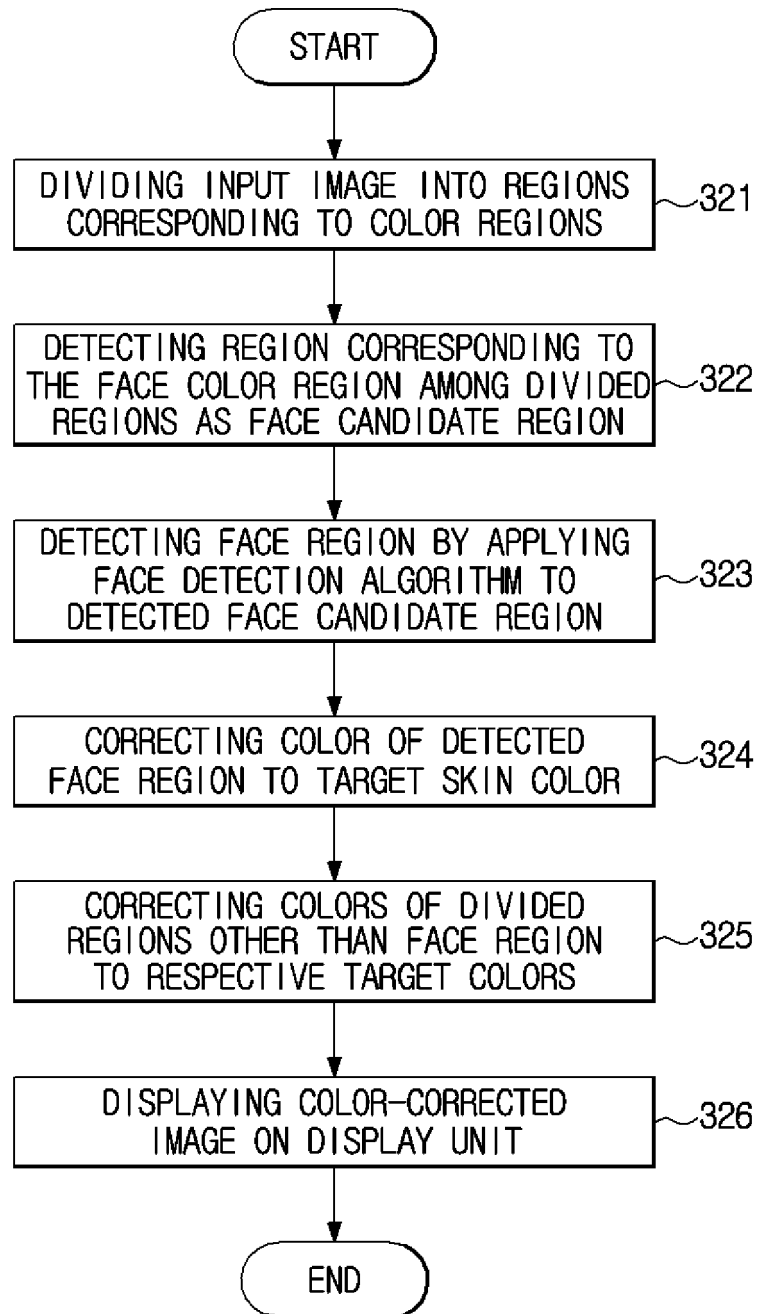 START
DIVIDING INPUT IMAGE INTO REGIONS
CORRESPONDING TO COLOR REGIONS
321
DETECTING REGION CORRESPONDING TO
THE FACE COLOR REGION AMONG DIVIDED
REGIONS AS FACE CANDIDATE REGION
322
DETECTING FACE REGION BY APPLYING
FACE DETECTION ALGORITHM TO
DETECTED FACE CANDIDATE REGION
323
CORRECTING COLOR OF DETECTED
FACE REGION TO TARGET SKIN COLOR
324
CORRECTING COLORS OF DIVIDED
REGIONS OTHER THAN FACE REGION
TO RESPECTIVE TARGET COLORS
325
DISPLAYING COLOR-CORRECTED
IMAGE ON DISPLAY UNIT
326
END